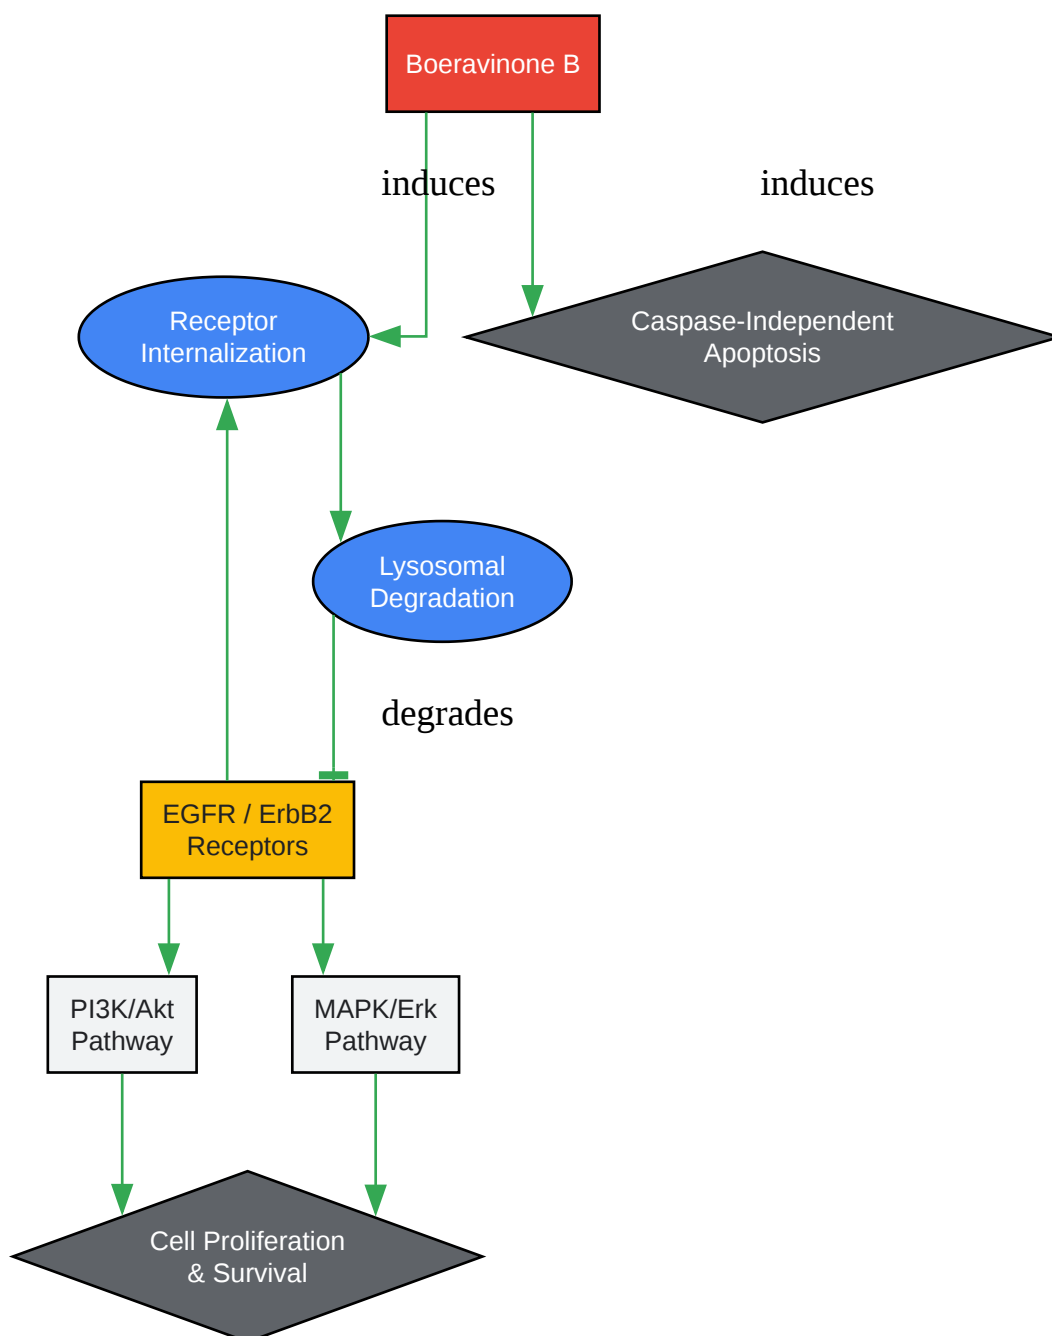 Boeravinone B
induces
induces
Receptor
Internalization
Caspase-Independent
Apoptosis
Lysosomal
Degradation
degrades
EGFR / ErbB2
Receptors
PI3K/Akt
Pathway
MAPK/Erk
Pathway
Cell Proliferation
& Survival